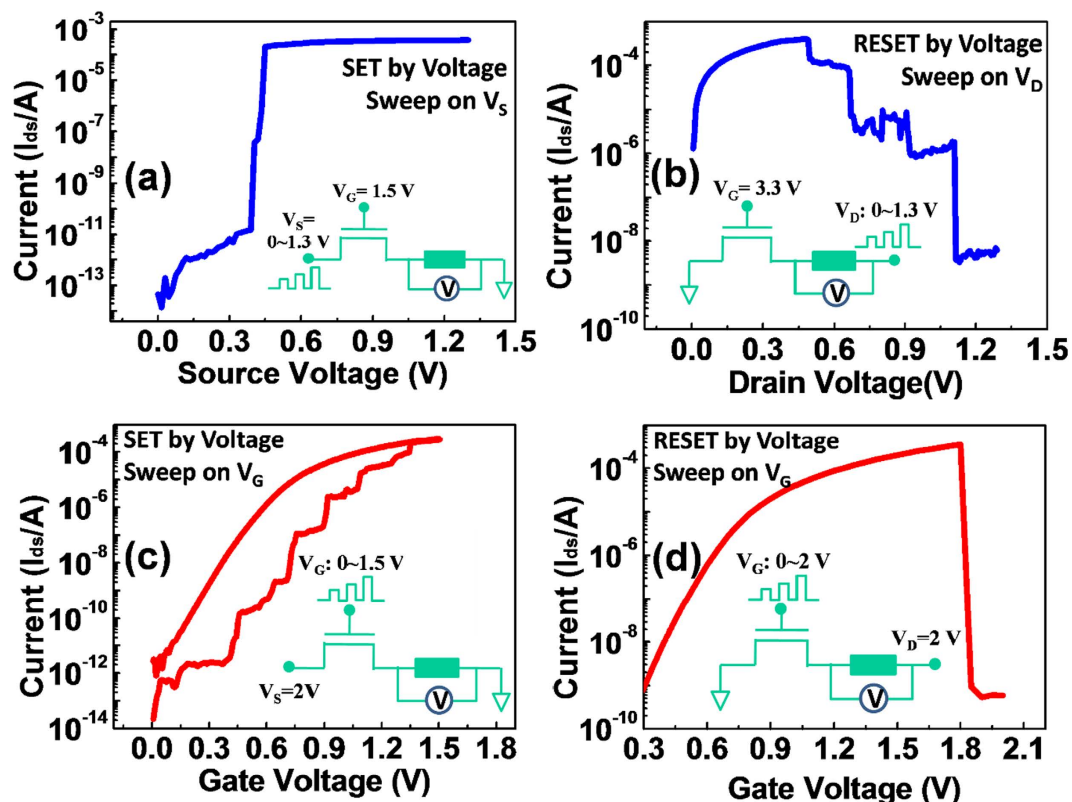 Current (Ids/A)
10^-3
10^-5
10^-7
10^-9
10^-11
10^-13
SET by Voltage
Sweep on VS
(a)
VG= 1.5 V
VS=
0~1.3 V
V
0.0 0.3 0.6 0.9 1.2 1.5
Source Voltage (V)
Current (Ids/A)
10^-4
10^-6
10^-8
10^-10
RESET by Voltage
Sweep on VD
(b)
VG= 3.3 V
VD: 0~1.3 V
V
0.0 0.3 0.6 0.9 1.2 1.5
Drain Voltage(V)
Current (Ids/A)
10^-4
10^-6
10^-8
10^-10
10^-12
10^-14
SET by Voltage
Sweep on VG
(c)
VG: 0~1.5 V
VS=2V
V
0.0 0.3 0.6 0.9 1.2 1.5 1.8
Gate Voltage (V)
Current (Ids/A)
10^-4
10^-6
10^-8
10^-10
RESET by Voltage
Sweep on VG
(d)
VG: 0~2 V
VD=2 V
V
0.3 0.6 0.9 1.2 1.5 1.8 2.1
Gate Voltage (V)